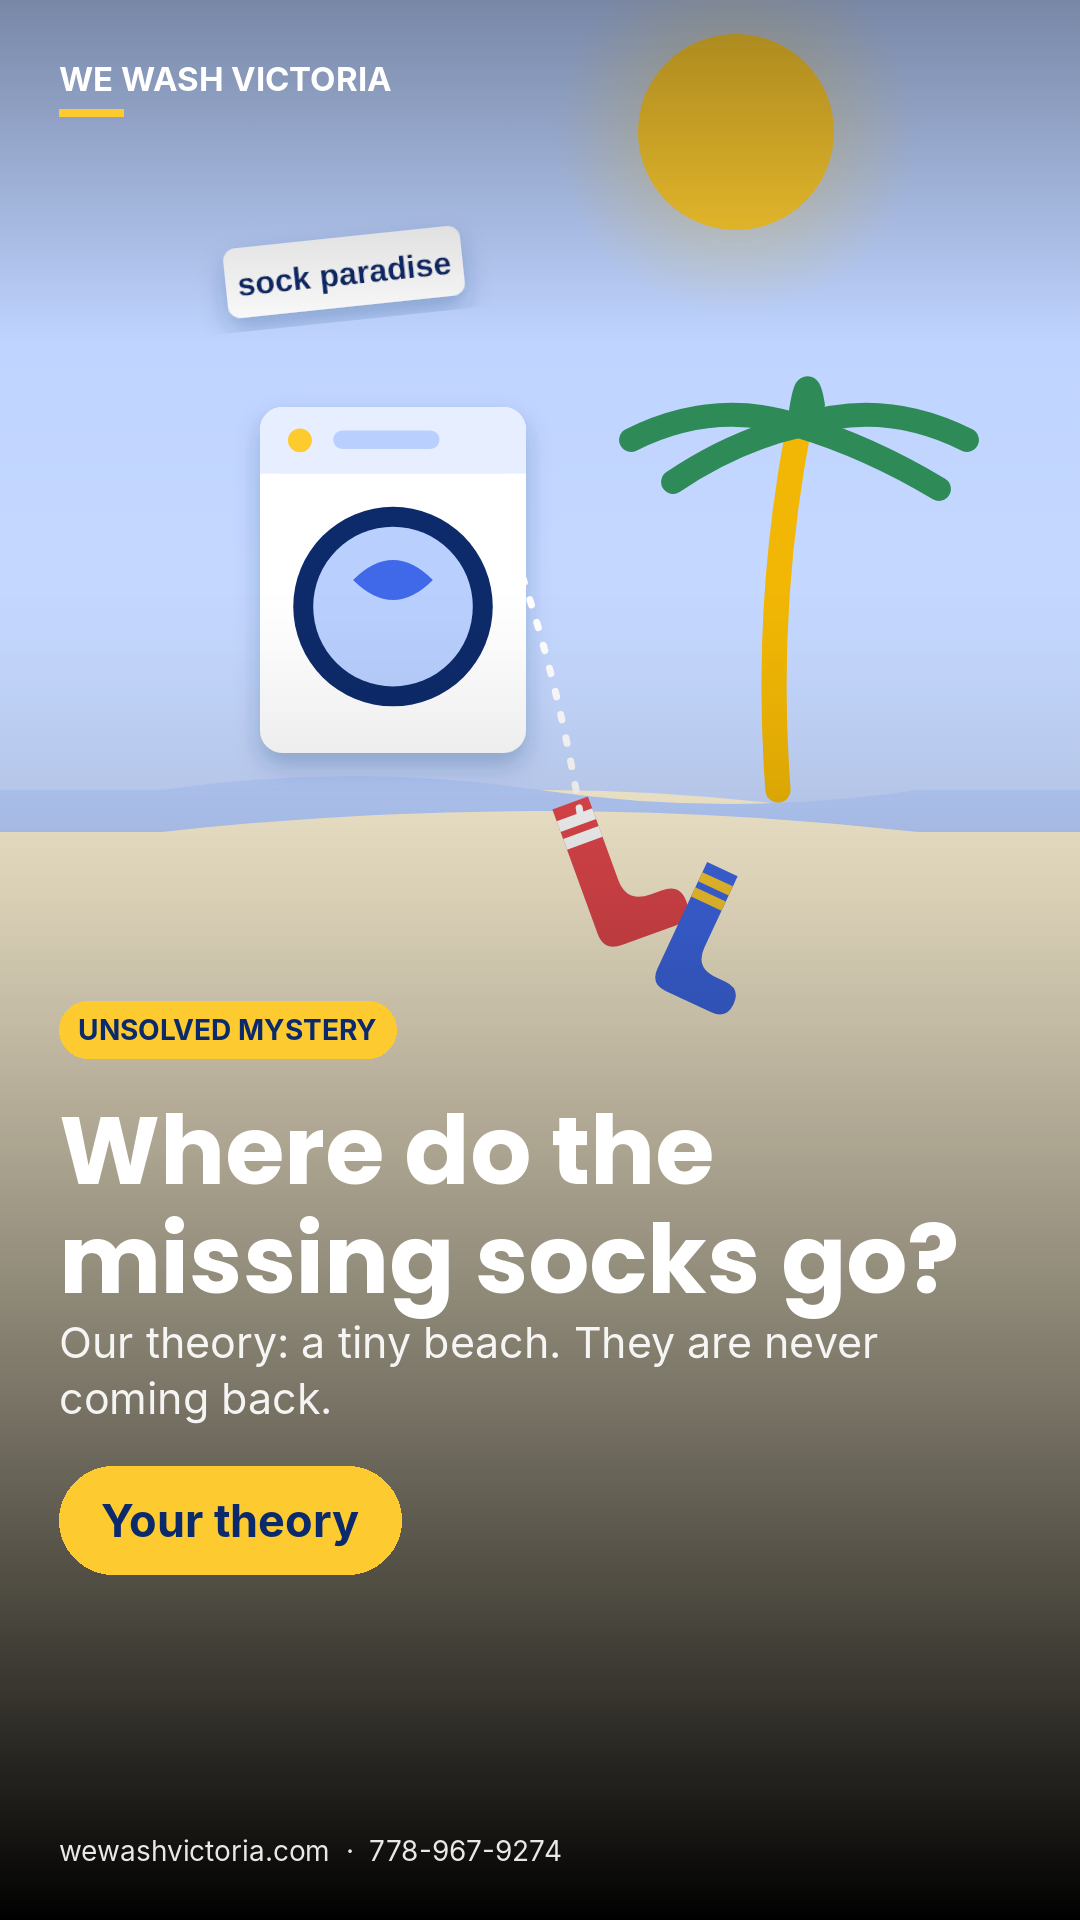 WE WASH VICTORIA
sock paradise
UNSOLVED MYSTERY
Where do the
missing socks go?
Our theory: a tiny beach. They are never
coming back.
Your theory
wewashvictoria.com · 778-967-9274